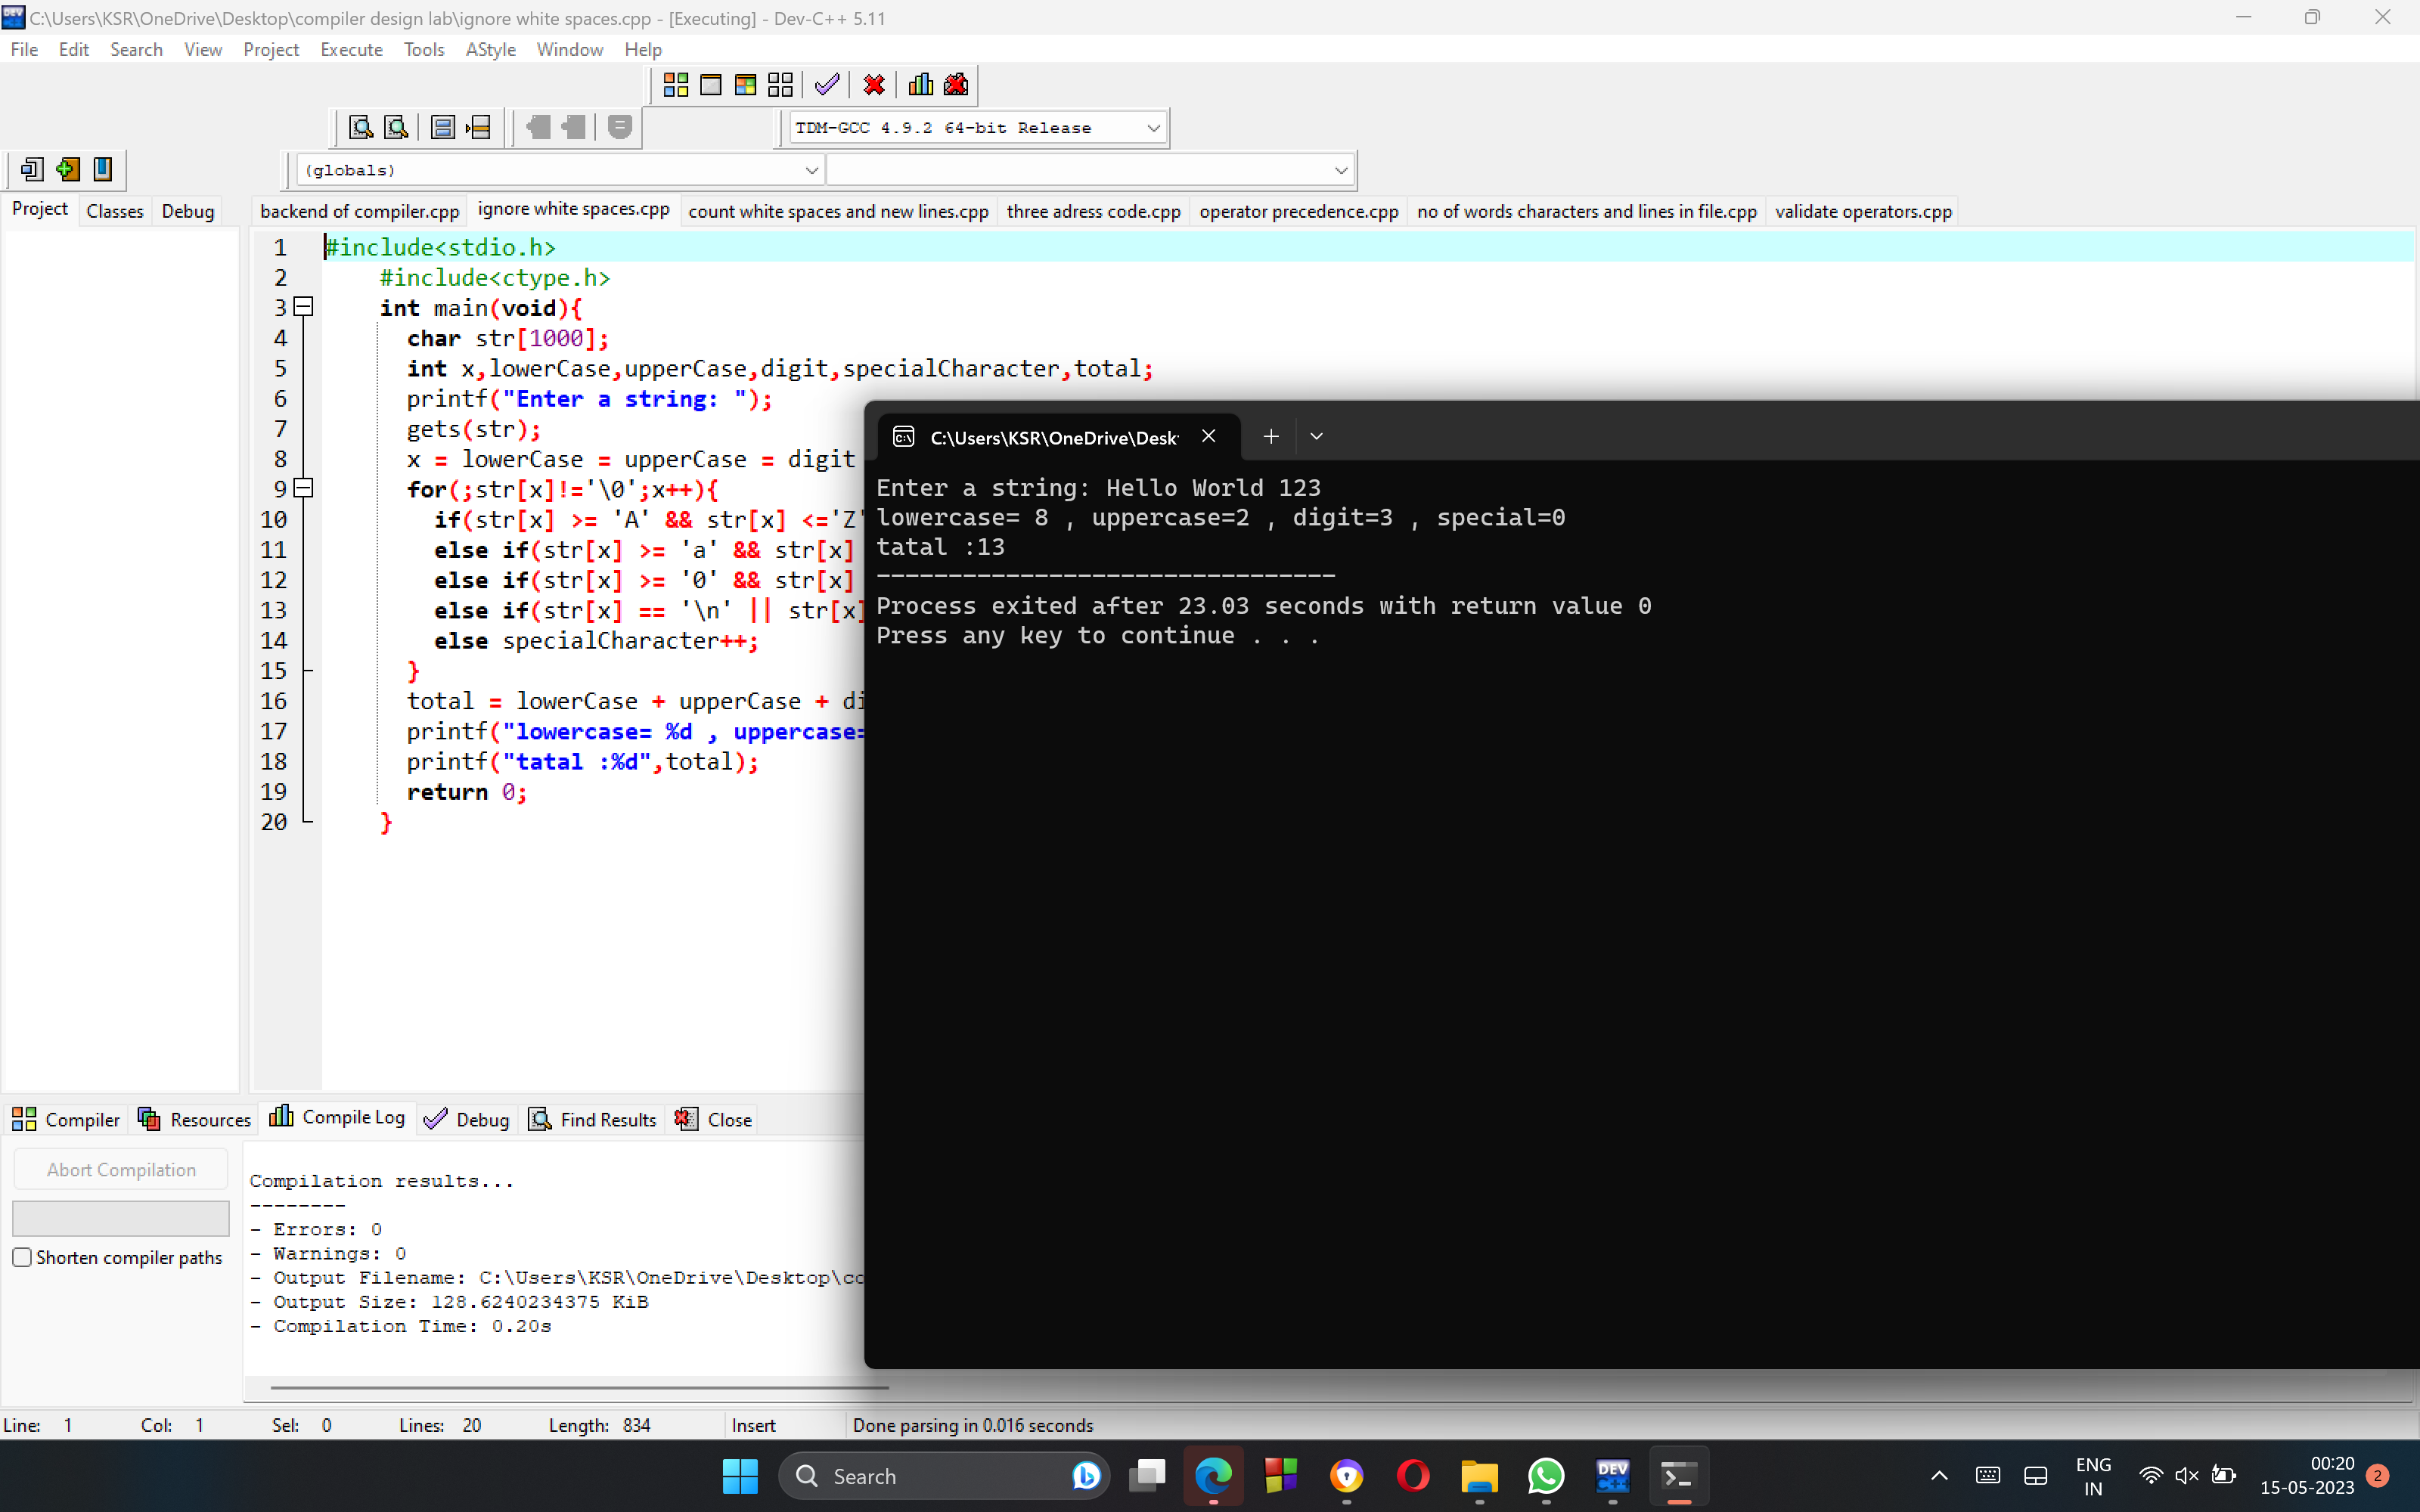 C:\Users\KSR\OneDrive\Desktop\compiler design lab\ignore white spaces.cpp - [Executing] - Dev-C++ 5.11
File Edit Search View Project Execute Tools AStyle Window Help
TDM-GCC 4.9.2 64-bit Release
(globals)
Project Classes Debug
backend of compiler.cpp ignore white spaces.cpp count white spaces and new lines.cpp three adress code.cpp operator precedence.cpp no of words characters and lines in file.cpp validate operators.cpp
1 #include<stdio.h>
2 #include<ctype.h>
3 int main(void){
4 char str[1000];
5 int x,lowerCase,upperCase,digit,specialCharacter,total;
6 printf("Enter a string: ");
7 gets(str);
8 x = lowerCase = upperCase = digit
9 for(;str[x]!='\0';x++){
10 if(str[x] >= 'A' && str[x] <='Z'
11 else if(str[x] >= 'a' && str[x]
12 else if(str[x] >= '0' && str[x]
13 else if(str[x] == '\n' || str[x]
14 else specialCharacter++;
15 }
16 total = lowerCase + upperCase + di
17 printf("lowercase= %d , uppercase=
18 printf("tatal :%d",total);
19 return 0;
20 }
C:\Users\KSR\OneDrive\Desk
Enter a string: Hello World 123
lowercase= 8 , uppercase=2 , digit=3 , special=0
tatal :13
--------------------------------
Process exited after 23.03 seconds with return value 0
Press any key to continue . . .
Compiler Resources Compile Log Debug Find Results Close
Abort Compilation
Shorten compiler paths
Compilation results...
--------
- Errors: 0
- Warnings: 0
- Output Filename: C:\Users\KSR\OneDrive\Desktop\co
- Output Size: 128.6240234375 KiB
- Compilation Time: 0.20s
Line: 1 Col: 1 Sel: 0 Lines: 20 Length: 834 Insert Done parsing in 0.016 seconds
Search
DEV
C++
ENG
IN
00:20
15-05-2023
2